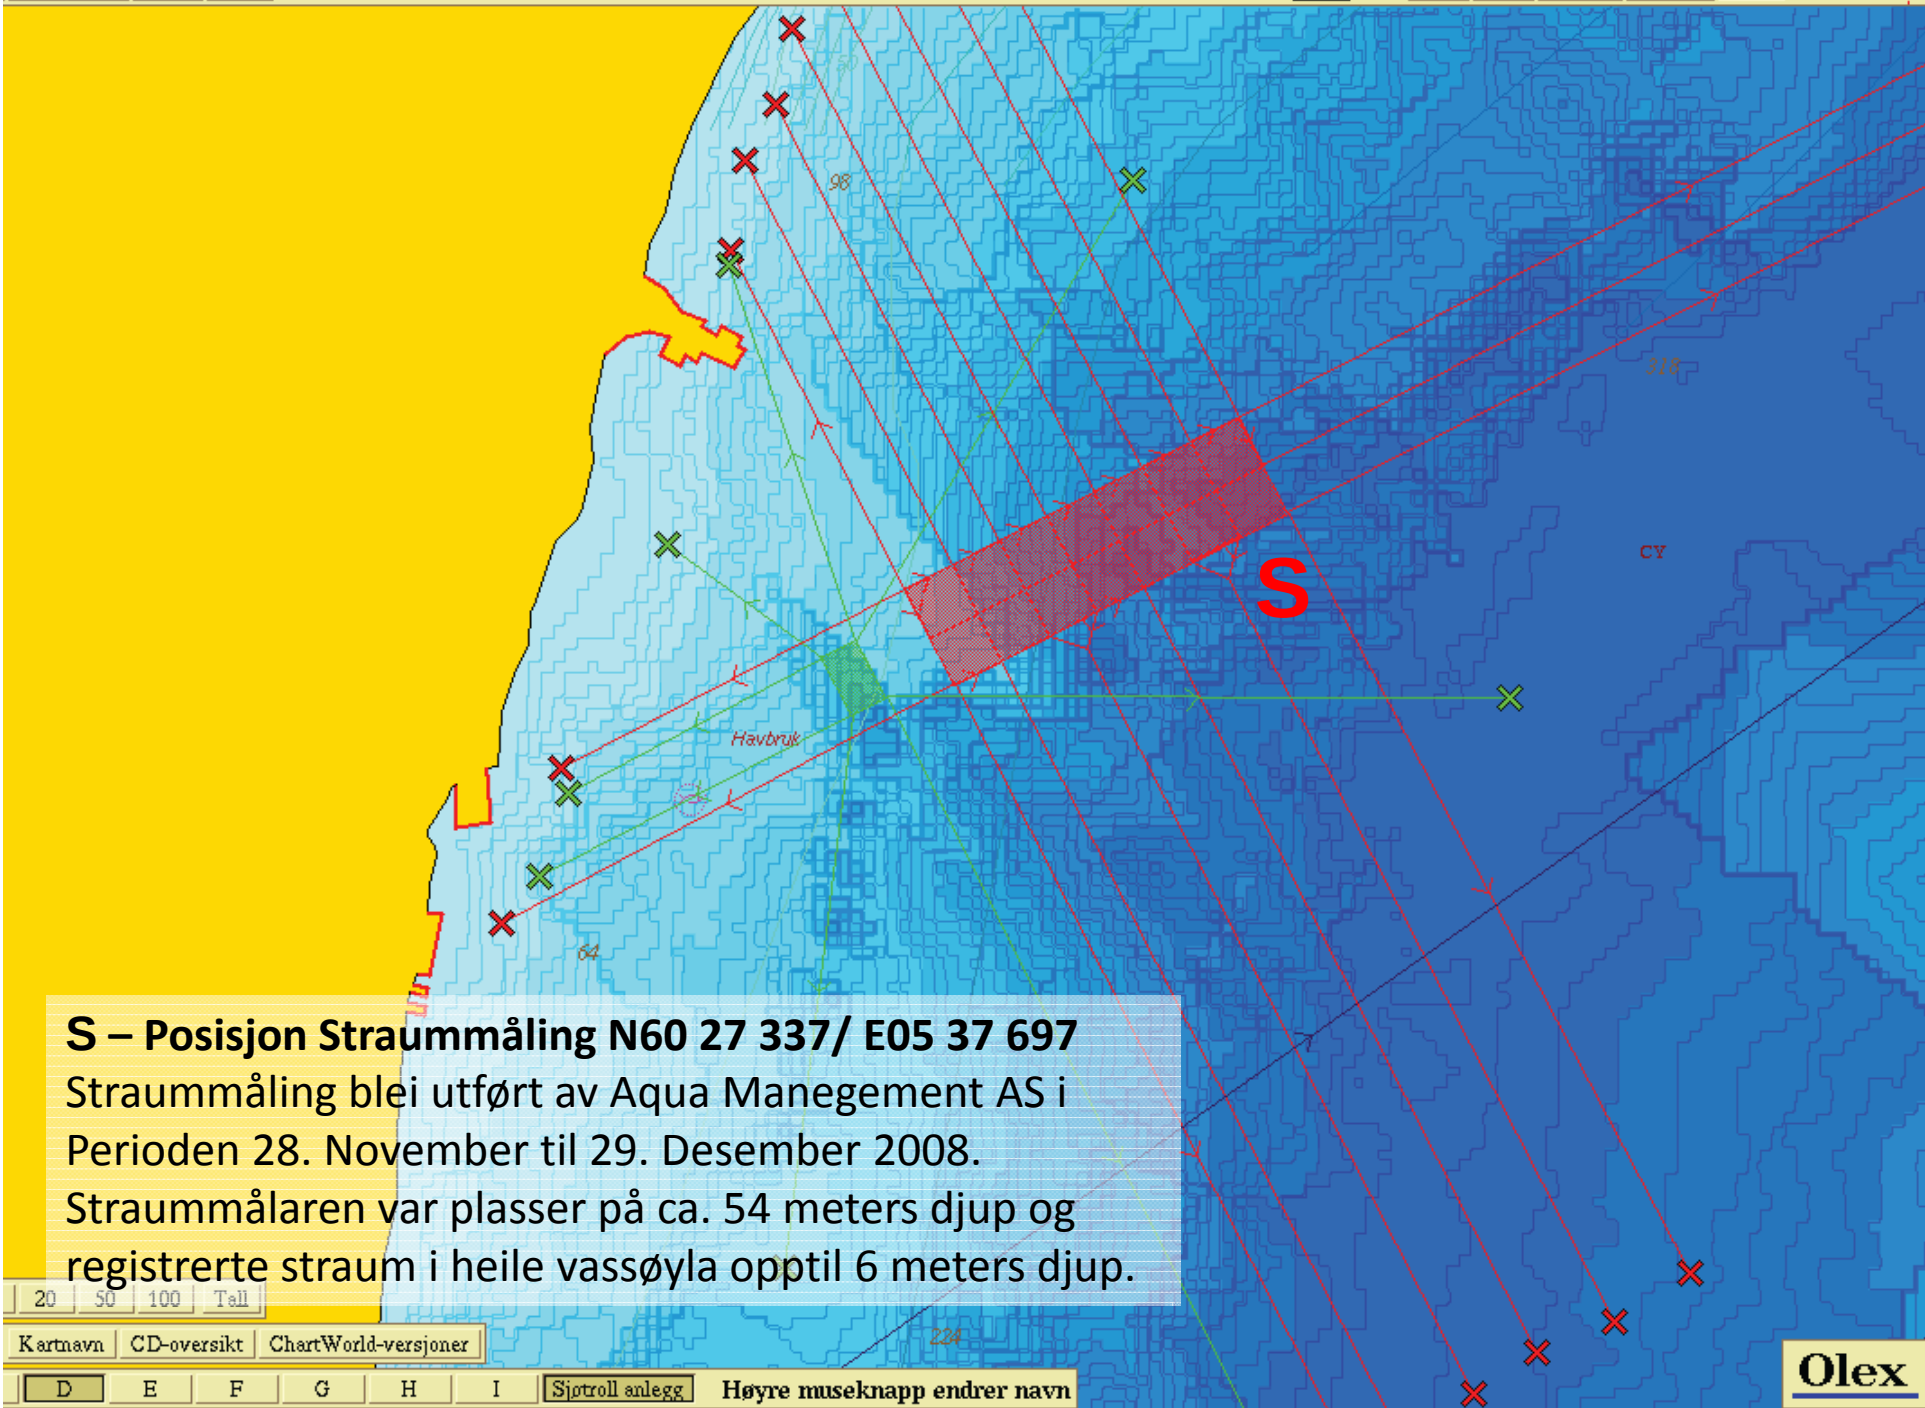 50
98
318
CY
S
Havbruk
64
S – Posisjon Straummåling N60 27 337/ E05 37 697
Straummåling blei utført av Aqua Manegement AS i
Perioden 28. November til 29. Desember 2008.
Straummålaren var plasser på ca. 54 meters djup og
registrerte straum i heile vassøyla opptil 6 meters djup.
20 50 100 Tall
224
Kartnavn CD-oversikt ChartWorld-versjoner
D E F G H I Sjøtroll anlegg Høyre museknapp endrer navn
Olex